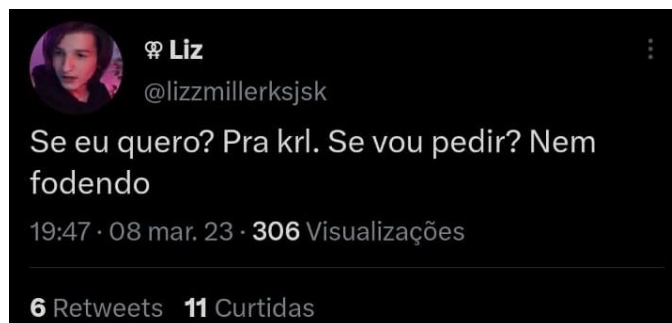 ⚢ Liz
@lizzmillerksjsk
Se eu quero? Pra krl. Se vou pedir? Nem
fodendo
19:47 · 08 mar. 23 · 306 Visualizações
6 Retweets 11 Curtidas